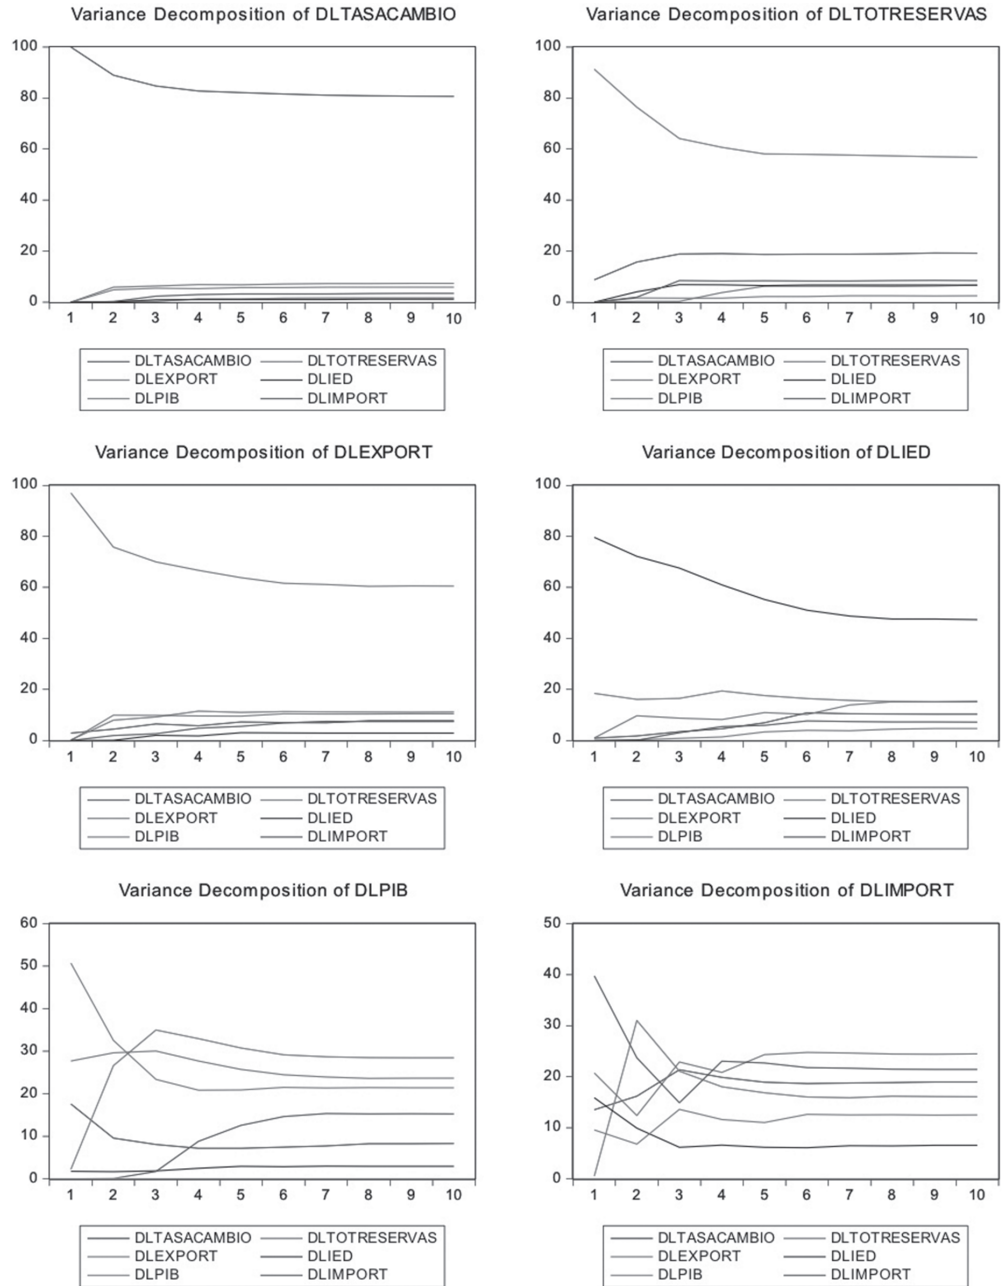 Variance Decomposition of DLTASACAMBIO
100
80
60
40
20
0
1 2 3 4 5 6 7 8 9 10
DLTASACAMBIO DLTOTRESERVAS
DLEXPORT DLIED
DLPIB DLIMPORT
Variance Decomposition of DLTOTRESERVAS
100
80
60
40
20
0
1 2 3 4 5 6 7 8 9 10
DLTASACAMBIO DLTOTRESERVAS
DLEXPORT DLIED
DLPIB DLIMPORT
Variance Decomposition of DLEXPORT
100
80
60
40
20
0
1 2 3 4 5 6 7 8 9 10
DLTASACAMBIO DLTOTRESERVAS
DLEXPORT DLIED
DLPIB DLIMPORT
Variance Decomposition of DLIED
100
80
60
40
20
0
1 2 3 4 5 6 7 8 9 10
DLTASACAMBIO DLTOTRESERVAS
DLEXPORT DLIED
DLPIB DLIMPORT
Variance Decomposition of DLPIB
60
50
40
30
20
10
0
1 2 3 4 5 6 7 8 9 10
DLTASACAMBIO DLTOTRESERVAS
DLEXPORT DLIED
DLPIB DLIMPORT
Variance Decomposition of DLIMPORT
50
40
30
20
10
0
1 2 3 4 5 6 7 8 9 10
DLTASACAMBIO DLTOTRESERVAS
DLEXPORT DLIED
DLPIB DLIMPORT